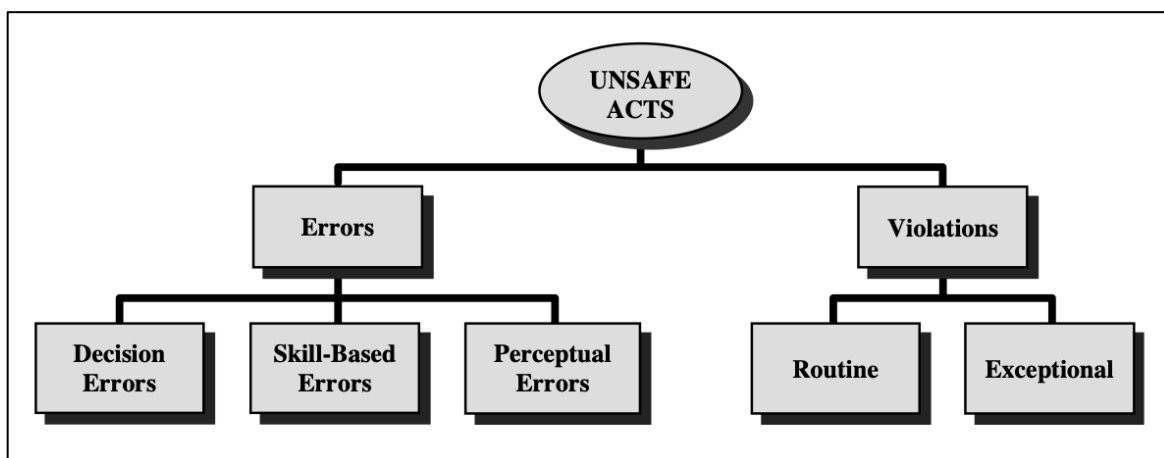 UNSAFE
ACTS
Errors
Violations
Decision
Errors
Skill-Based
Errors
Perceptual
Errors
Routine
Exceptional